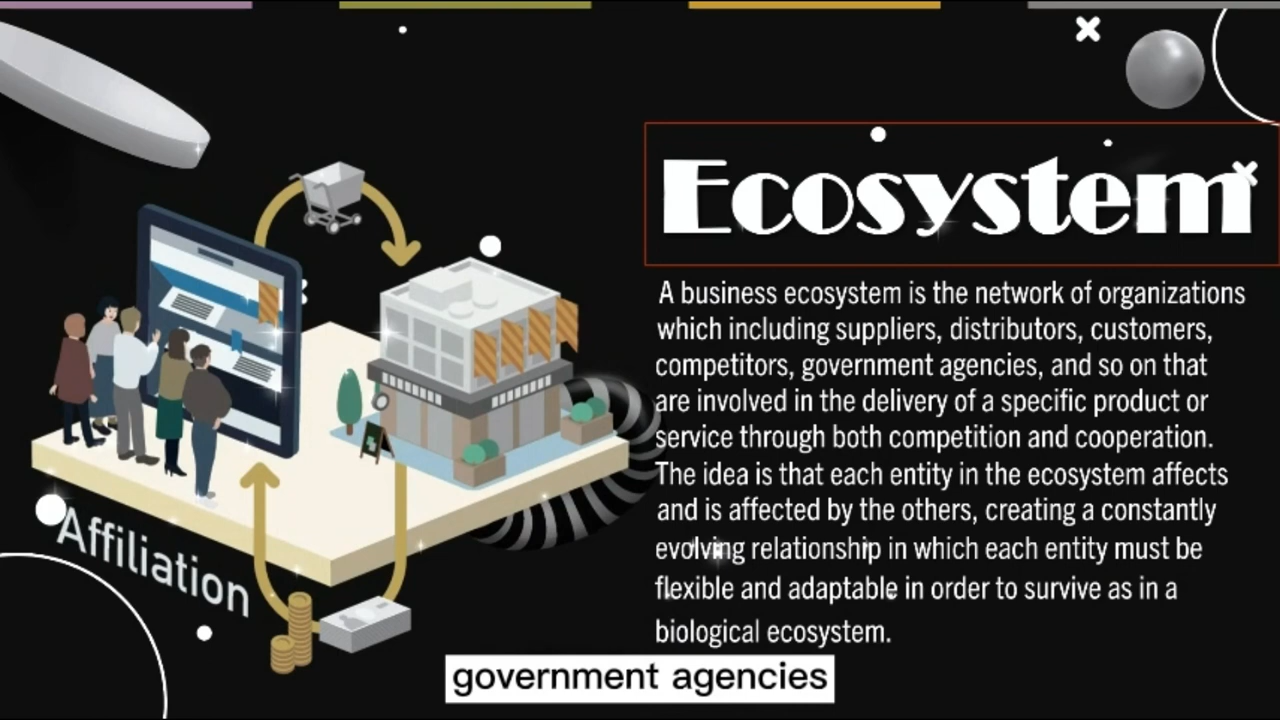 Ecosystem
A business ecosystem is the network of organizations
which including suppliers, distributors, customers,
competitors, government agencies, and so on that
are involved in the delivery of a specific product or
service through both competition and cooperation.
The idea is that each entity in the ecosystem affects
and is affected by the others, creating a constantly
evolving relationship in which each entity must be
flexible and adaptable in order to survive as in a
biological ecosystem.
Affiliation
government agencies